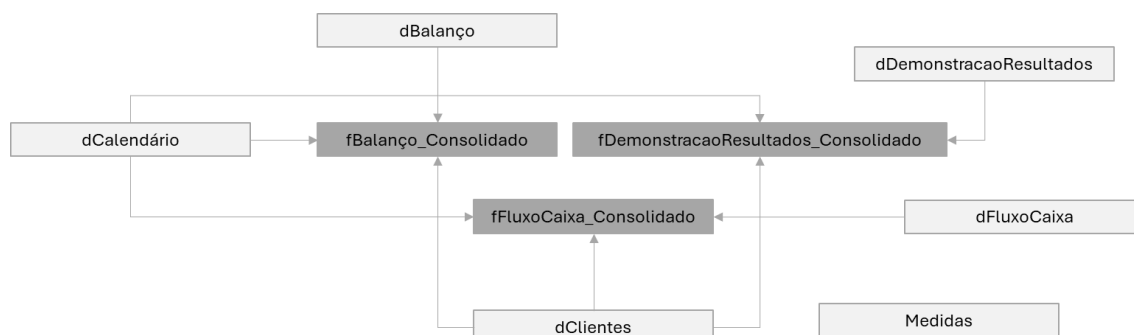 dBalanço
dDemonstracaoResultados
dCalendário
fBalanço_Consolidado
fDemonstracaoResultados_Consolidado
fFluxoCaixa_Consolidado
dFluxoCaixa
dClientes
Medidas